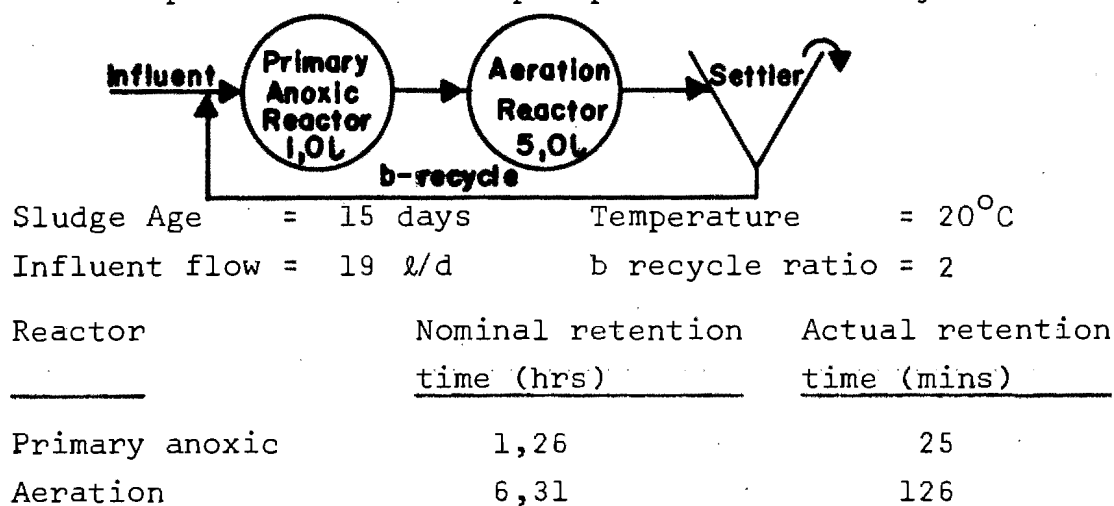 Influent
Primary
Anoxic
Reactor
1,0l
Aeration
Reactor
5,0l
Settler
b-recycle
Sludge Age = 15 days Temperature = 20°C
Influent flow = 19 ℓ/d b recycle ratio = 2
Reactor Nominal retention Actual retention
time (hrs) time (mins)
Primary anoxic 1,26 25
Aeration 6,31 126